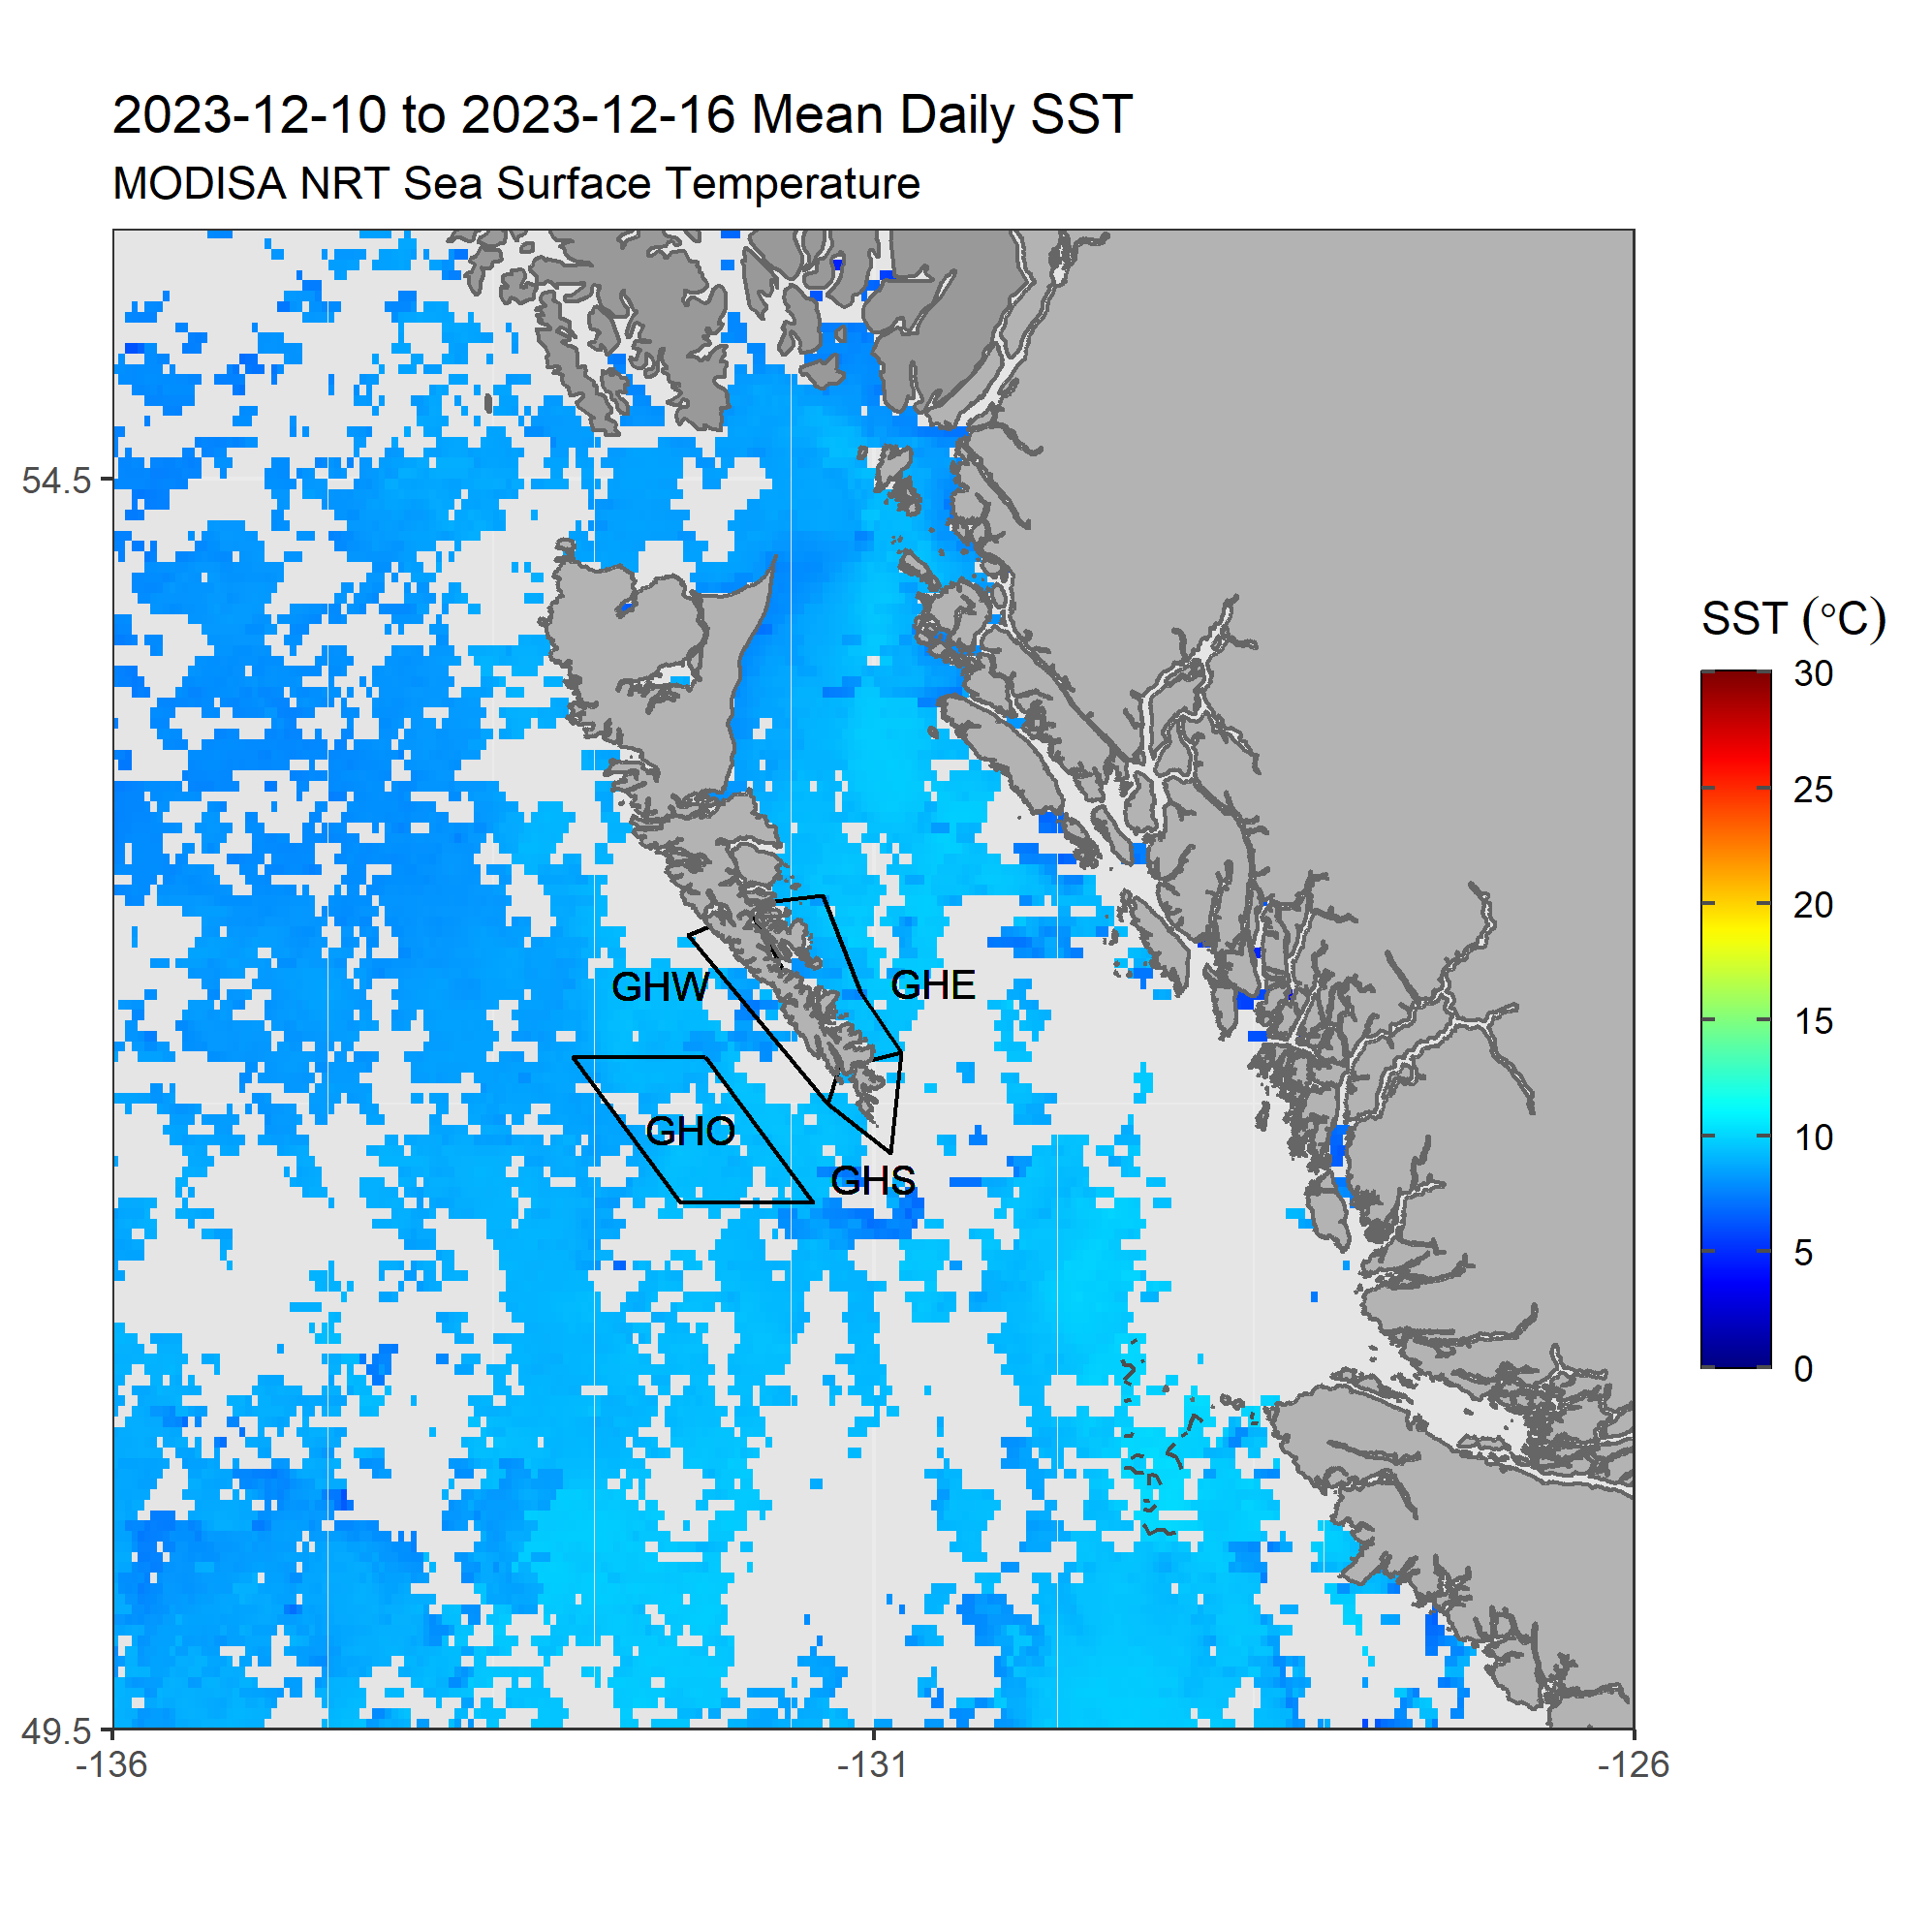 2023-12-10 to 2023-12-16 Mean Daily SST
MODISA NRT Sea Surface Temperature
54.5
49.5
-136
-131
-126
GHW
GHE
GHO
GHS
SST (°C)
30
25
20
15
10
5
0